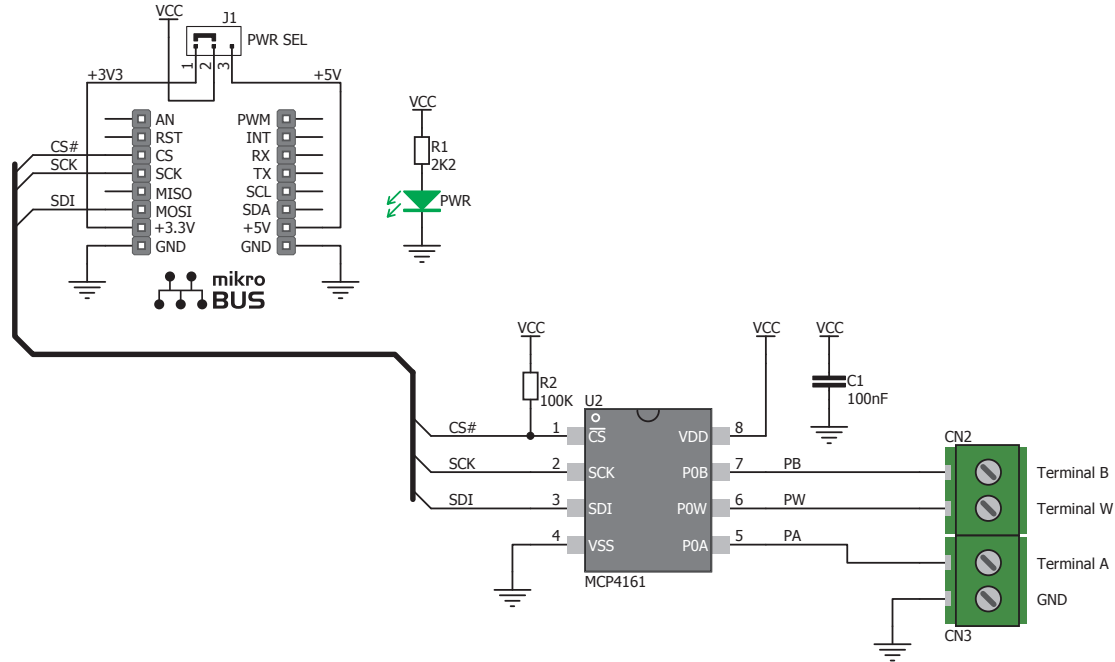 VCC
J1
PWR SEL
1
2
3
+3V3
+5V
AN
RST
CS
SCK
MISO
MOSI
+3.3V
GND
PWM
INT
RX
TX
SCL
SDA
+5V
GND
CS#
SCK
SDI
mikro
BUS
VCC
R1
2K2
PWR
VCC
R2
100K
VCC
VCC
C1
100nF
U2
CS#
SCK
SDI
1
2
3
4
CS
SCK
SDI
VSS
VDD
P0B
P0W
P0A
8
7
6
5
PB
PW
PA
MCP4161
CN2
Terminal B
Terminal W
Terminal A
GND
CN3